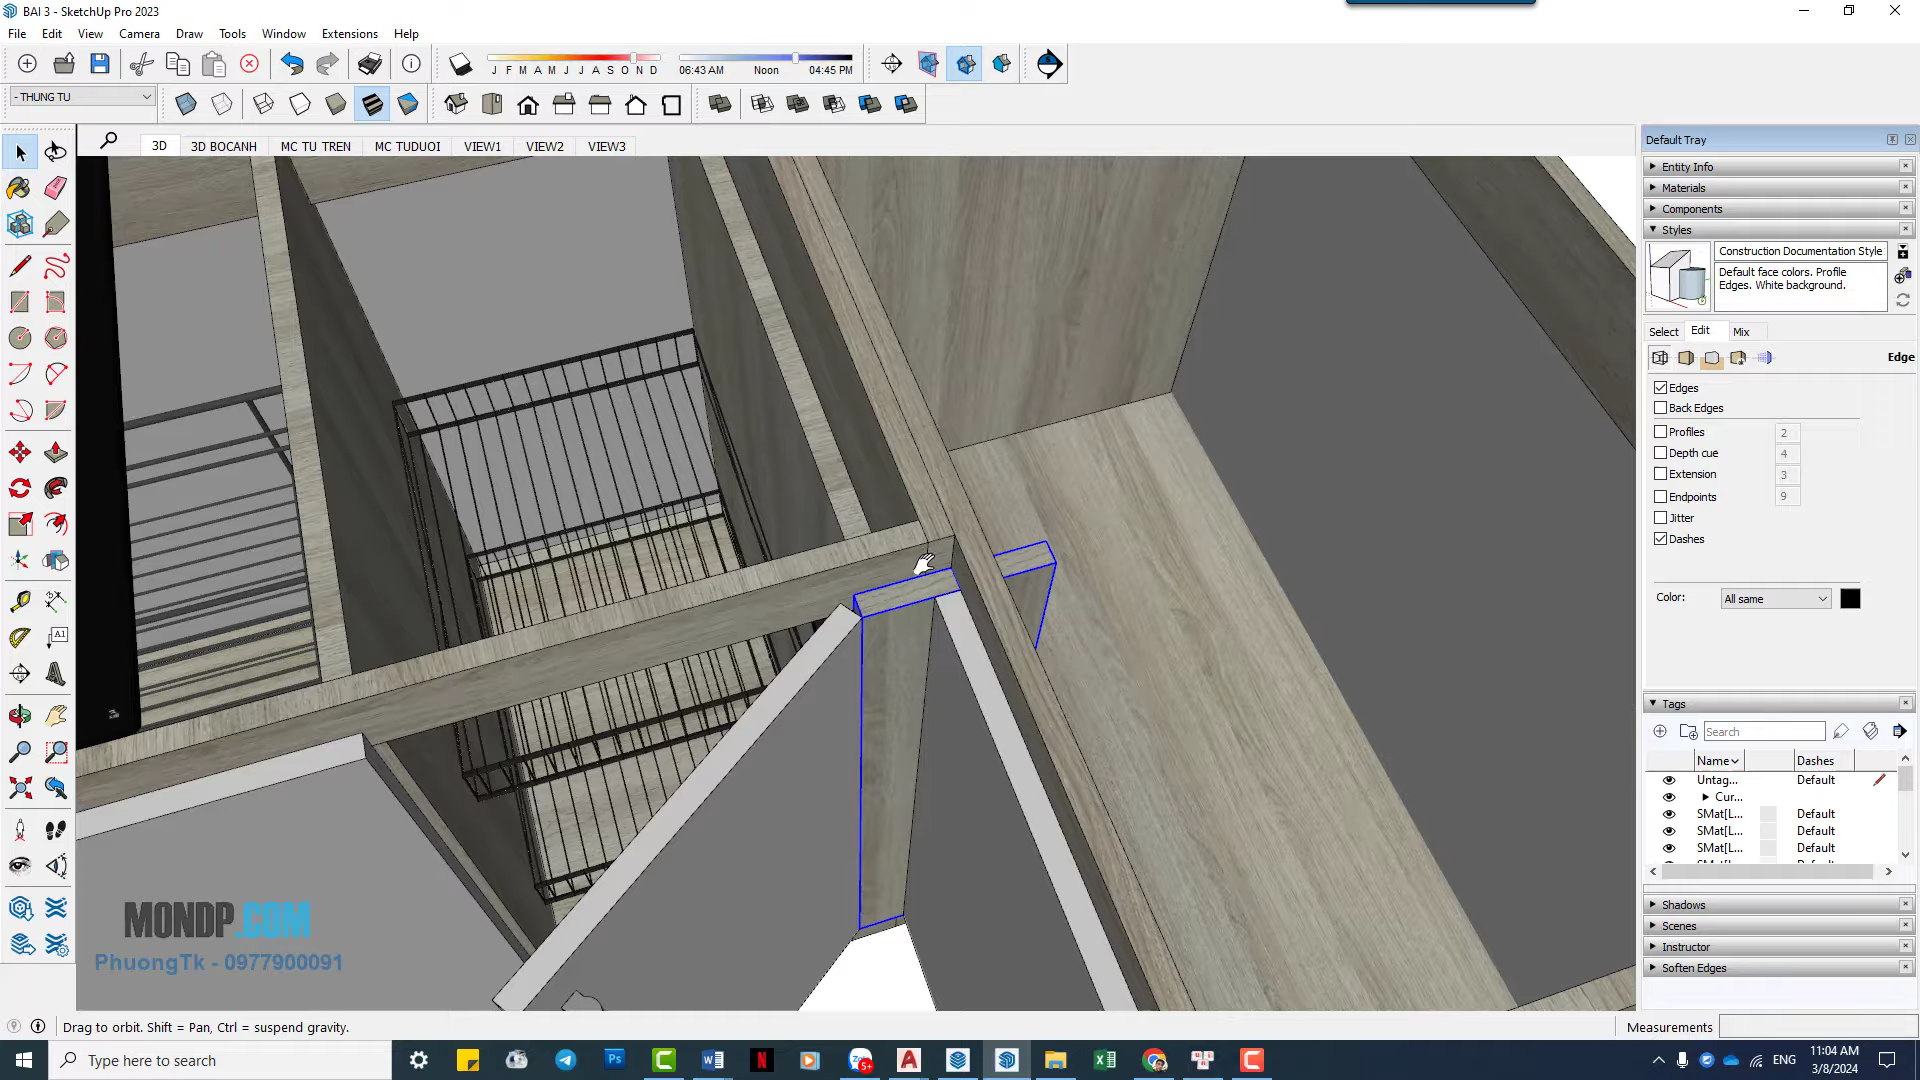 BAI 3 - SketchUp Pro 2023
File Edit View Camera Draw Tools Window Extensions Help
J F M A M J J A S O N D
06:43 AM Noon 04:45 PM
- THUNG TU
3D 3D BOCANH MC TU TREN MC TUDUOI VIEW1 VIEW2 VIEW3
Default Tray
Entity Info
Materials
Components
Styles
Construction Documentation Style
Default face colors. Profile
Edges. White background.
Select Edit Mix
Edge
Edges
Back Edges
Profiles 2
Depth cue 4
Extension 3
Endpoints 9
Jitter
Dashes
Color: All same
Tags
Search
Name Dashes
Untag... Default
Cur...
SMat[L... Default
SMat[L... Default
SMat[L... Default
Shadows
Scenes
Instructor
Soften Edges
MONDP.COM
PhuongTk - 0977900091
Drag to orbit. Shift = Pan, Ctrl = suspend gravity.
Measurements
Type here to search
ENG
11:04 AM
3/8/2024